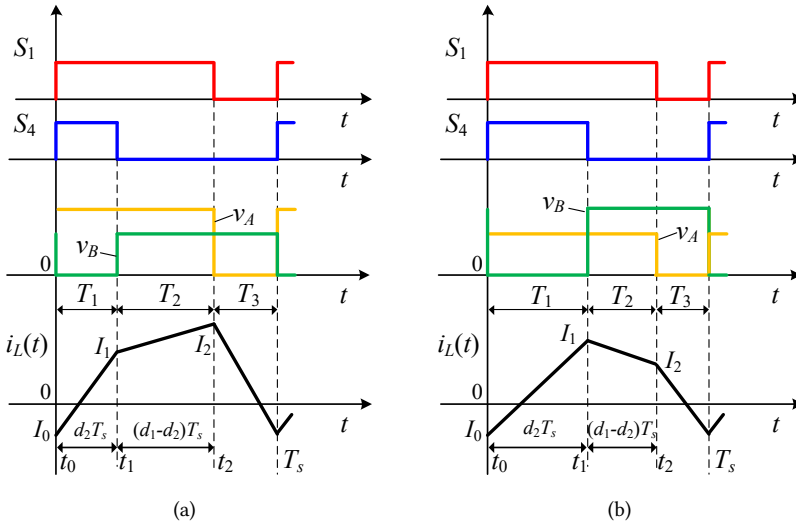 S1
t
S4
t
vA
vB
0
T1 T2 T3
t
iL(t)
I1
I2
0
t
I0
d2Ts
(d1-d2)Ts
t0 t1 t2 Ts
(a)
S1
t
S4
t
vB
vA
0
T1 T2 T3
t
iL(t)
I1
I2
0
t
I0
d2Ts
(d1-d2)Ts
t0 t1 t2 Ts
(b)